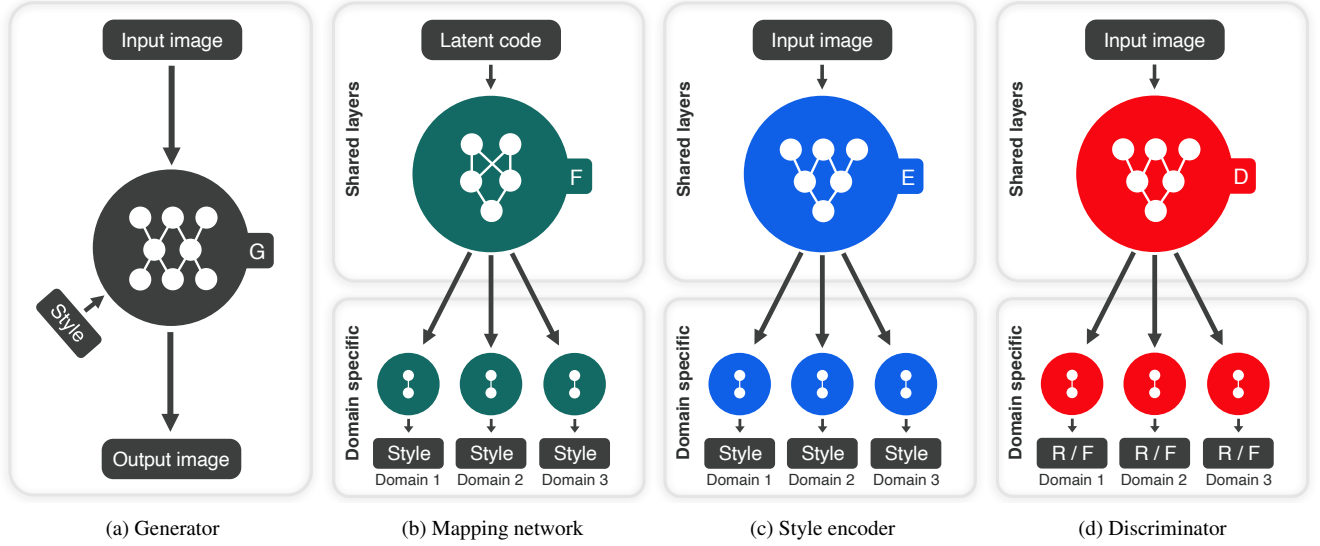 Input image
G
Style
Output image
(a) Generator
Shared layers
Latent code
F
Domain specific
Style Style Style
Domain 1 Domain 2 Domain 3
(b) Mapping network
Shared layers
Input image
E
Domain specific
Style Style Style
Domain 1 Domain 2 Domain 3
(c) Style encoder
Shared layers
Input image
D
Domain specific
R / F R / F R / F
Domain 1 Domain 2 Domain 3
(d) Discriminator